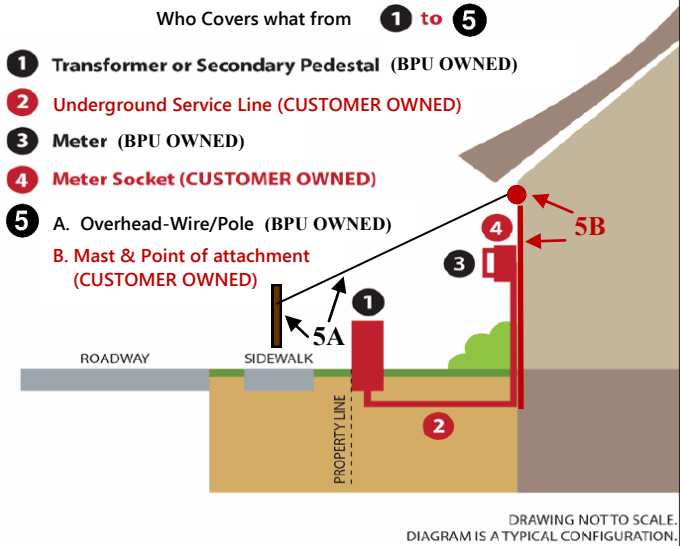 Who Covers what from 1 to 5
1 Transformer or Secondary Pedestal (BPU OWNED)
2 Underground Service Line (CUSTOMER OWNED)
3 Meter (BPU OWNED)
4 Meter Socket (CUSTOMER OWNED)
5 A. Overhead-Wire/Pole (BPU OWNED)
B. Mast & Point of attachment
(CUSTOMER OWNED)
4
5B
3
1
5A
ROADWAY
SIDEWALK
PROPERTY LINE
2
DRAWING NOT TO SCALE.
DIAGRAM IS A TYPICAL CONFIGURATION.